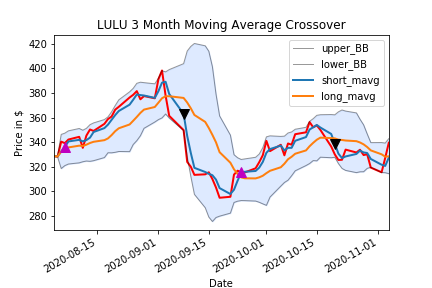 LULU 3 Month Moving Average Crossover
Price in $
420
400
380
360
340
320
300
280
upper_BB
lower_BB
short_mavg
long_mavg
2020-08-15
2020-09-01
2020-09-15
2020-10-01
2020-10-15
2020-11-01
Date